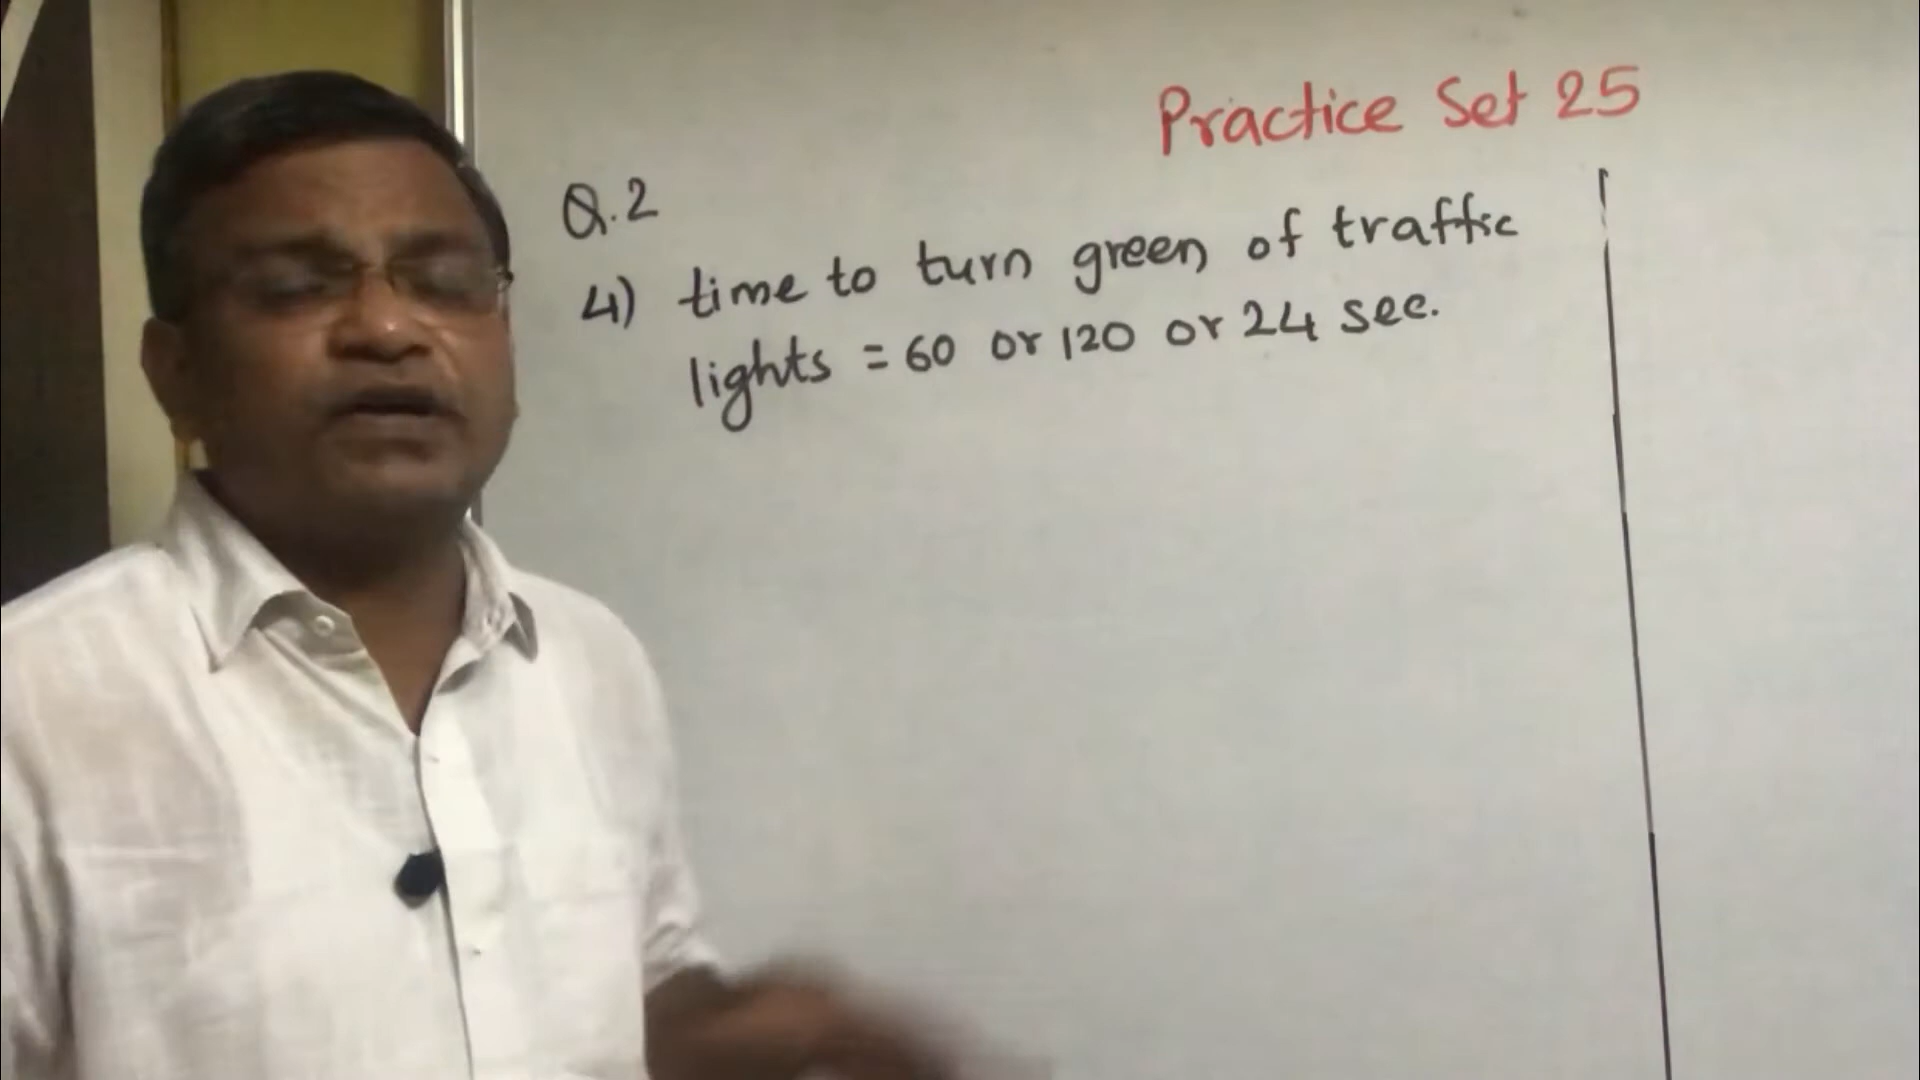 Practice Set 25
Q.2
4) time to turn green of traffic
lights = 60 or 120 or 24 sec.